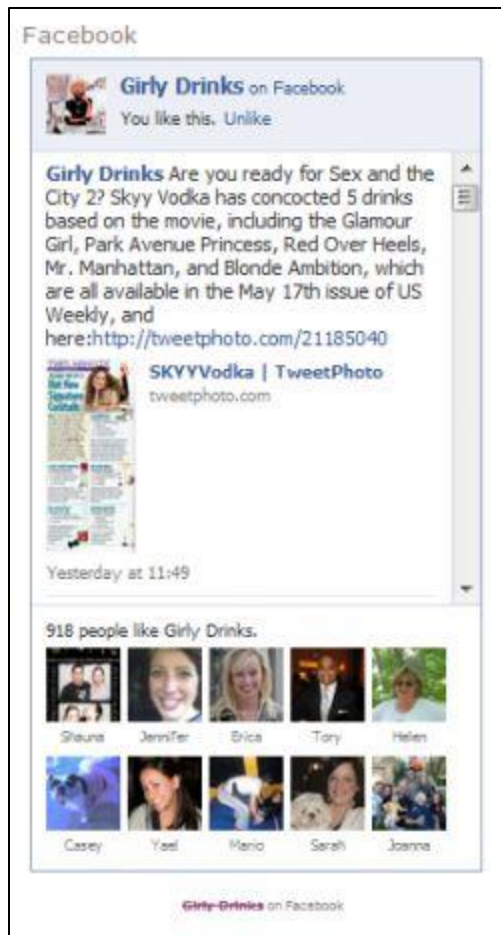 Facebook
Girly Drinks on Facebook
You like this. Unlike
Girly Drinks Are you ready for Sex and the
City 2? Skyy Vodka has concocted 5 drinks
based on the movie, including the Glamour
Girl, Park Avenue Princess, Red Over Heels,
Mr. Manhattan, and Blonde Ambition, which
are all available in the May 17th issue of US
Weekly, and
here:http://tweetphoto.com/21185040
Hot New
Signature
Cocktails
SKYYVodka | TweetPhoto
tweetphoto.com
Yesterday at 11:49
918 people like Girly Drinks.
Shauna Jennifer Erica Tory Helen
Casey Yael Mario Sarah Joanna
Girly Drinks on Facebook